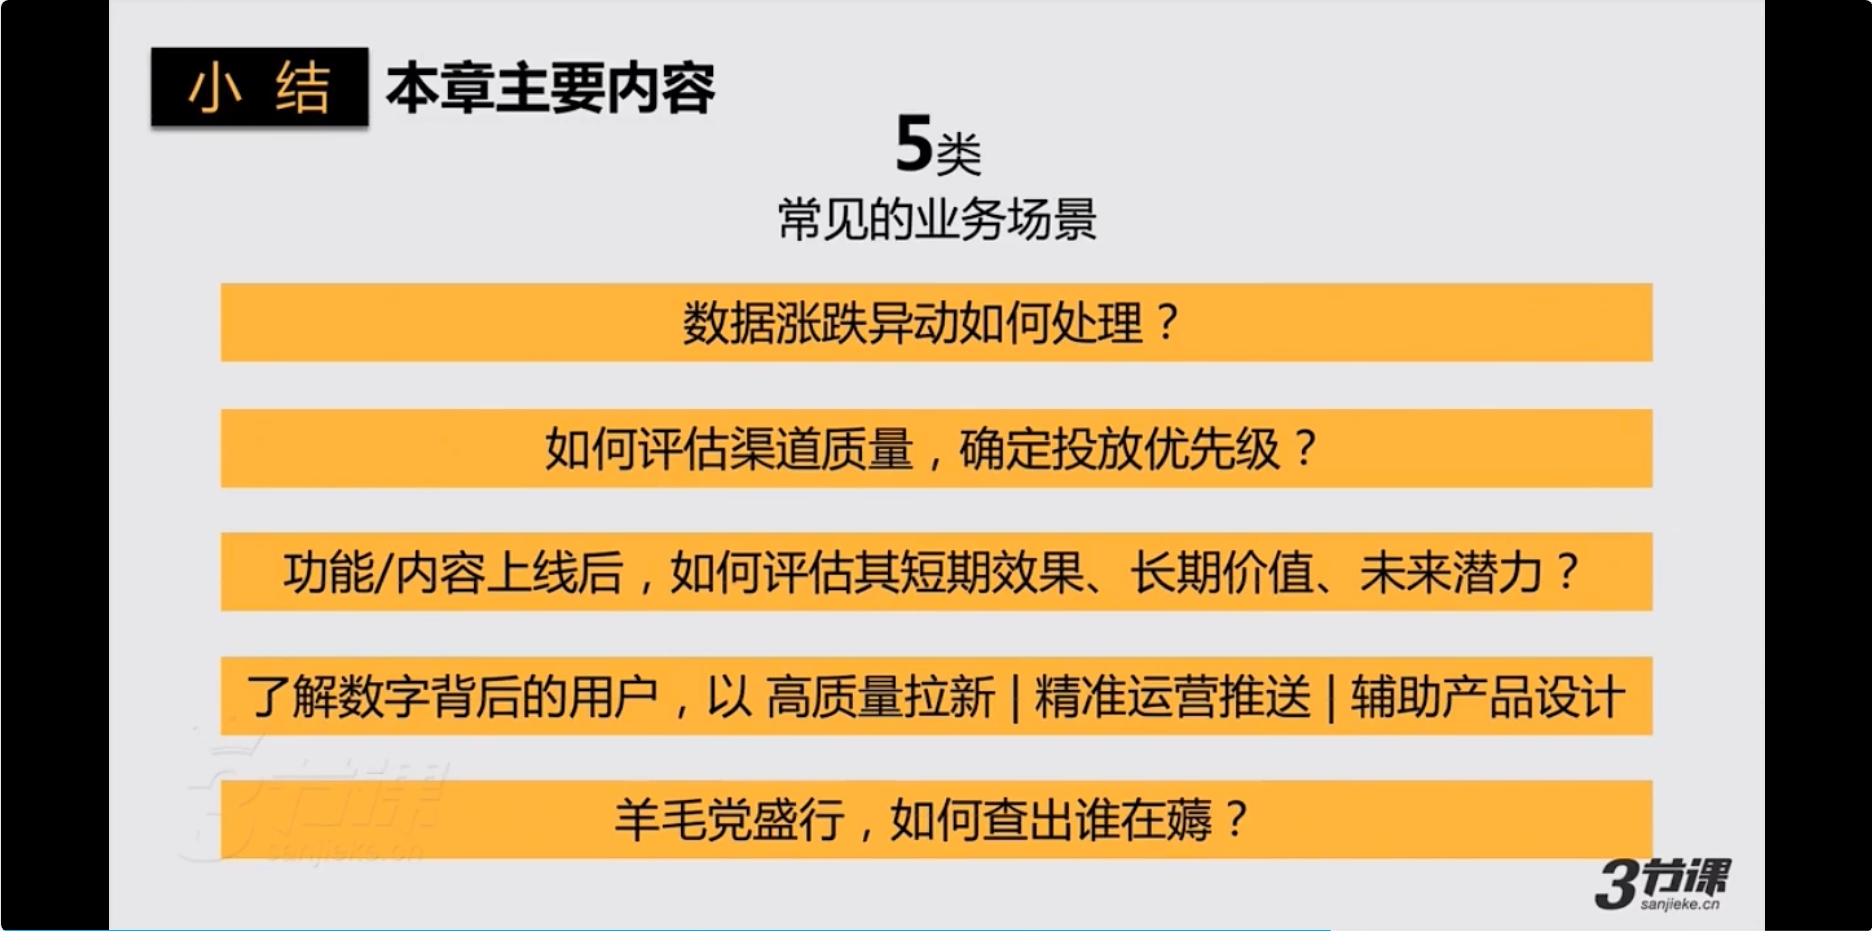 小 结 本章主要内容
5类
常见的业务场景
数据涨跌异动如何处理？
如何评估渠道质量，确定投放优先级？
功能/内容上线后，如何评估其短期效果、长期价值、未来潜力？
了解数字背后的用户，以 高质量拉新 | 精准运营推送 | 辅助产品设计
羊毛党盛行，如何查出谁在薅？
3节课
sanjieke.cn
3节课
sanjieke.cn